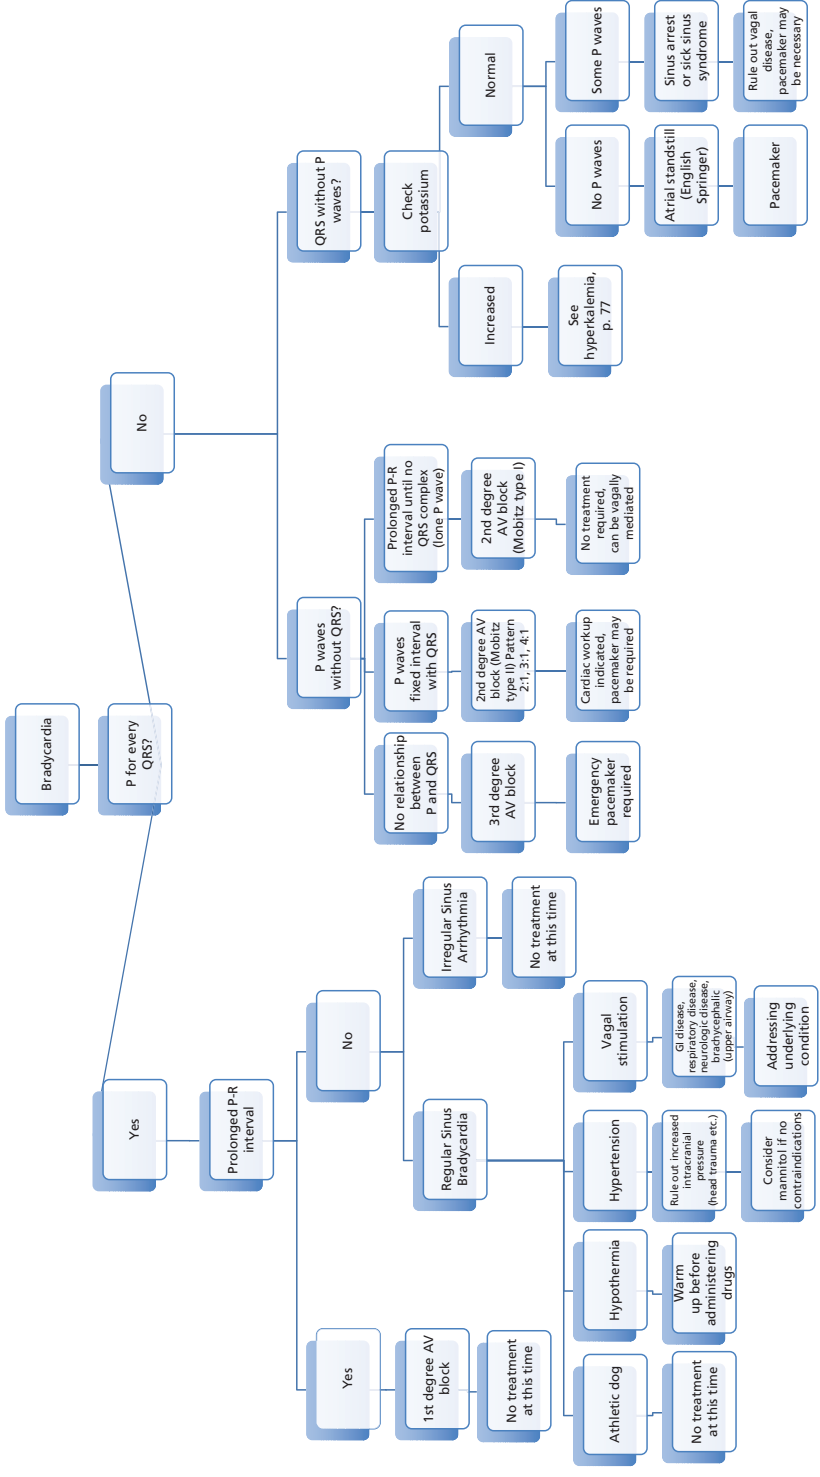 Bradycardia
P for every
QRS?
Yes
Prolonged P-R
interval
Yes
1st degree AV
block
No treatment
at this time
No
Regular Sinus
Bradycardia
Athletic dog
No treatment
at this time
Hypothermia
Warm
up before
administering
drugs
Hypertension
Rule out increased
intracranial
pressure
(head trauma etc.)
Consider
mannitol if no
contraindications
Vagal
stimulation
GI disease,
respiratory disease,
neurologic disease,
brachycephalic
(upper airway)
Addressing
underlying
condition
Irregular Sinus
Arrhythmia
No treatment
at this time
No
P waves
without QRS?
No relationship
between
P and QRS
3rd degree
AV block
Emergency
pacemaker
required
P waves
fixed interval
with QRS
2nd degree AV
block (Mobitz
type II) Pattern
2:1, 3:1, 4:1
Cardiac workup
indicated,
pacemaker may
be required
Prolonged P-R
interval until no
QRS complex
(lone P wave)
2nd degree
AV block
(Mobitz type I)
No treatment
required,
can be vagally
mediated
QRS without P
waves?
Check
potassium
Increased
See
hyperkalemia,
p. 77
Normal
No P waves
Atrial standstill
(English
Springer)
Pacemaker
Some P waves
Sinus arrest
or sick sinus
syndrome
Rule out vagal
disease,
pacemaker may
be necessary